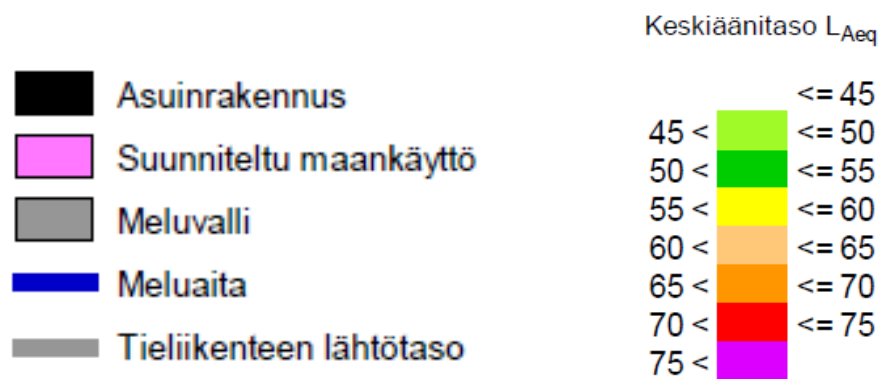 Keskiäänitaso LAeq
Asuinrakennus
Suunniteltu maankäyttö
Meluvalli
Meluaita
Tieliikenteen lähtötaso
<= 45
45 < <= 50
50 < <= 55
55 < <= 60
60 < <= 65
65 < <= 70
70 < <= 75
75 <